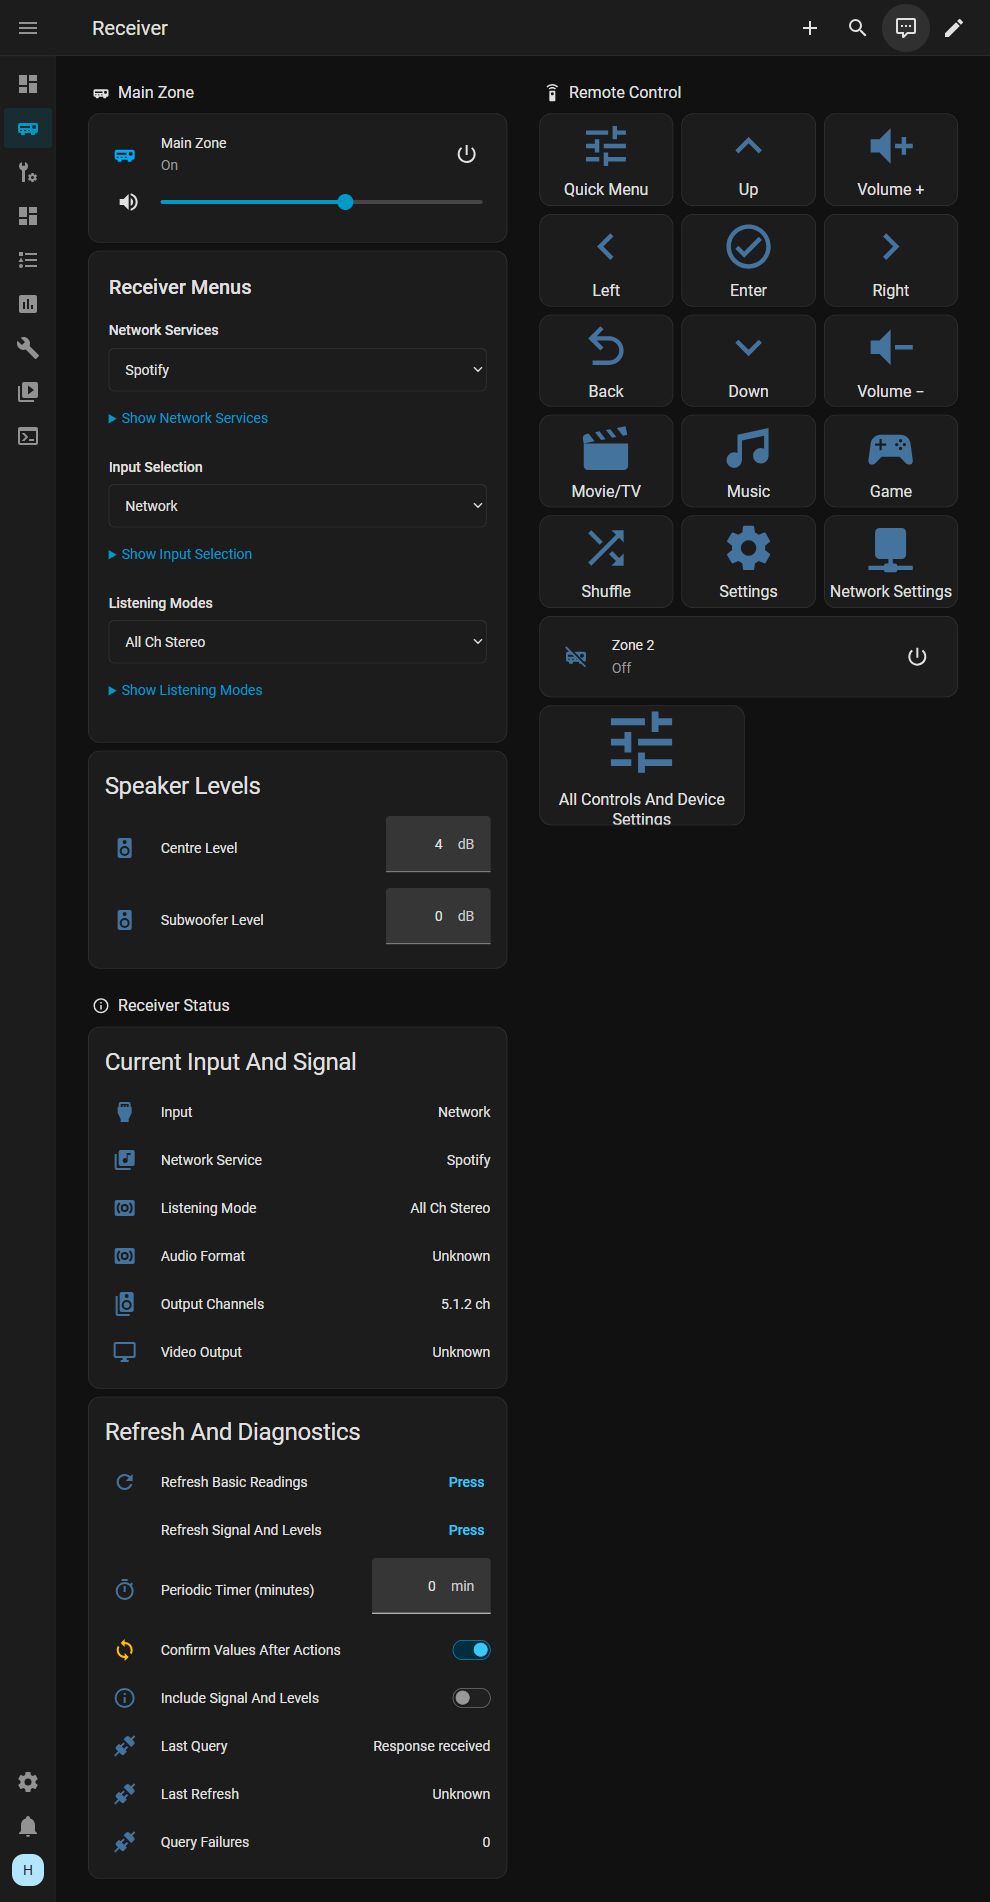 Receiver
Main Zone
Main Zone
On
Receiver Menus
Network Services
Spotify
Show Network Services
Input Selection
Network
Show Input Selection
Listening Modes
All Ch Stereo
Show Listening Modes
Speaker Levels
Centre Level
4 dB
Subwoofer Level
0 dB
Receiver Status
Current Input And Signal
Input Network
Network Service Spotify
Listening Mode All Ch Stereo
Audio Format Unknown
Output Channels 5.1.2 ch
Video Output Unknown
Refresh And Diagnostics
Refresh Basic Readings Press
Refresh Signal And Levels Press
Periodic Timer (minutes) 0 min
Confirm Values After Actions
Include Signal And Levels
Last Query Response received
Last Refresh Unknown
Query Failures 0
H
Remote Control
Quick Menu Up Volume +
Left Enter Right
Back Down Volume −
Movie/TV Music Game
Shuffle Settings Network Settings
Zone 2
Off
All Controls And Device
Settings